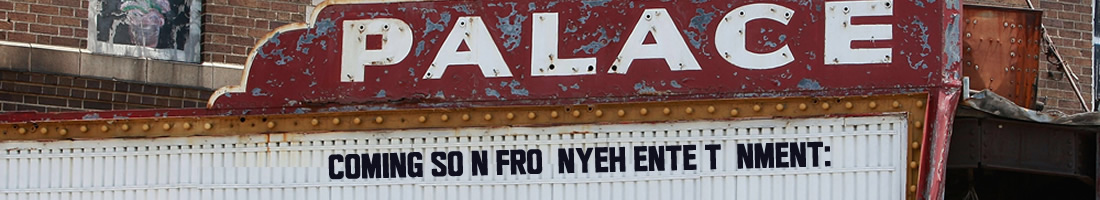 PALACE
COMING SO N FRO NYEH ENTE T NMENT: